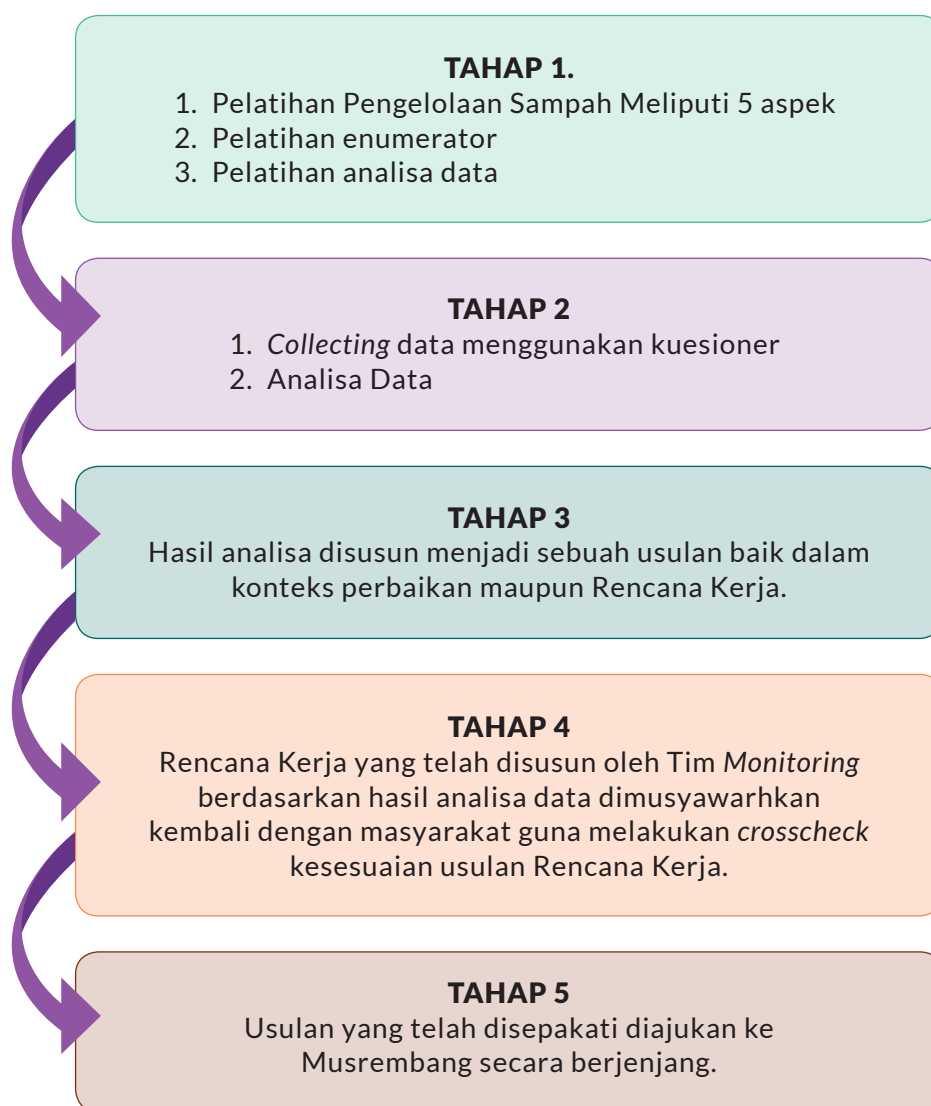 TAHAP 1.
1. Pelatihan Pengelolaan Sampah Meliputi 5 aspek
2. Pelatihan enumerator
3. Pelatihan analisa data
TAHAP 2
1. Collecting data menggunakan kuesioner
2. Analisa Data
TAHAP 3
Hasil analisa disusun menjadi sebuah usulan baik dalam
konteks perbaikan maupun Rencana Kerja.
TAHAP 4
Rencana Kerja yang telah disusun oleh Tim Monitoring
berdasarkan hasil analisa data dimusyawarhkan
kembali dengan masyarakat guna melakukan crosscheck
kesesuaian usulan Rencana Kerja.
TAHAP 5
Usulan yang telah disepakati diajukan ke
Musrembang secara berjenjang.